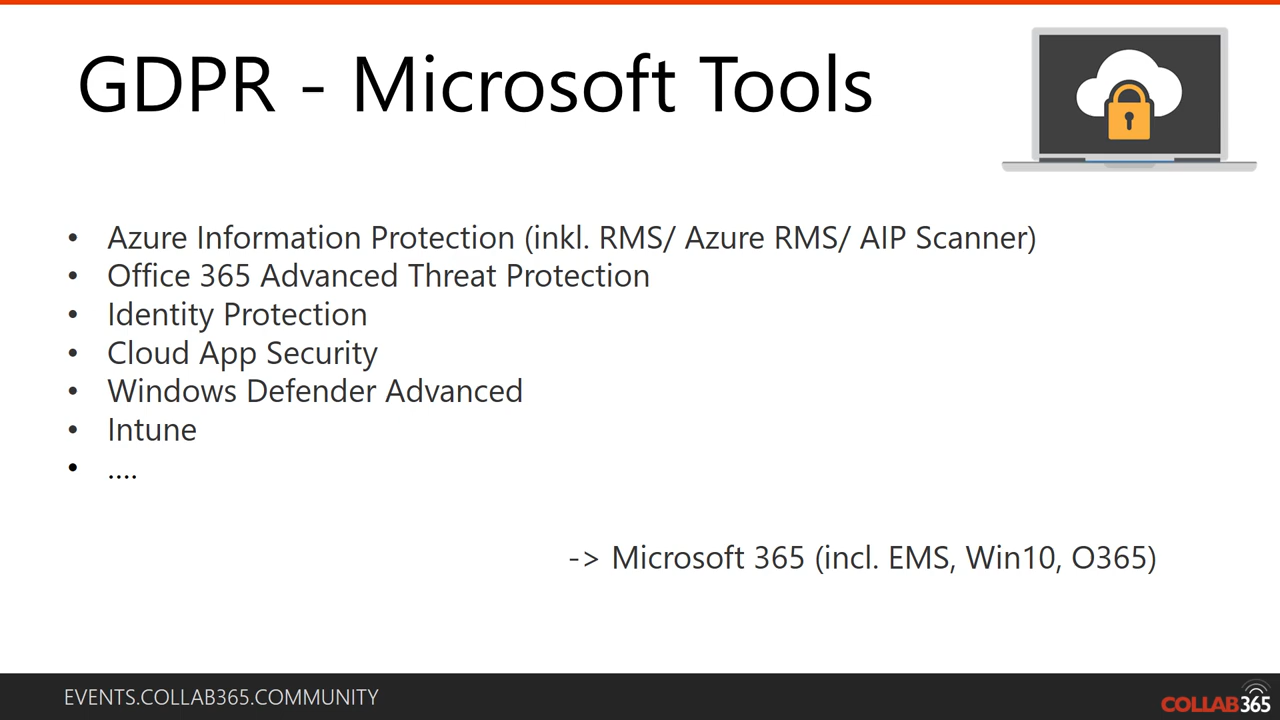 GDPR - Microsoft Tools
• Azure Information Protection (inkl. RMS/ Azure RMS/ AIP Scanner)
• Office 365 Advanced Threat Protection
• Identity Protection
• Cloud App Security
• Windows Defender Advanced
• Intune
• ....
-> Microsoft 365 (incl. EMS, Win10, O365)
EVENTS.COLLAB365.COMMUNITY
COLLAB365